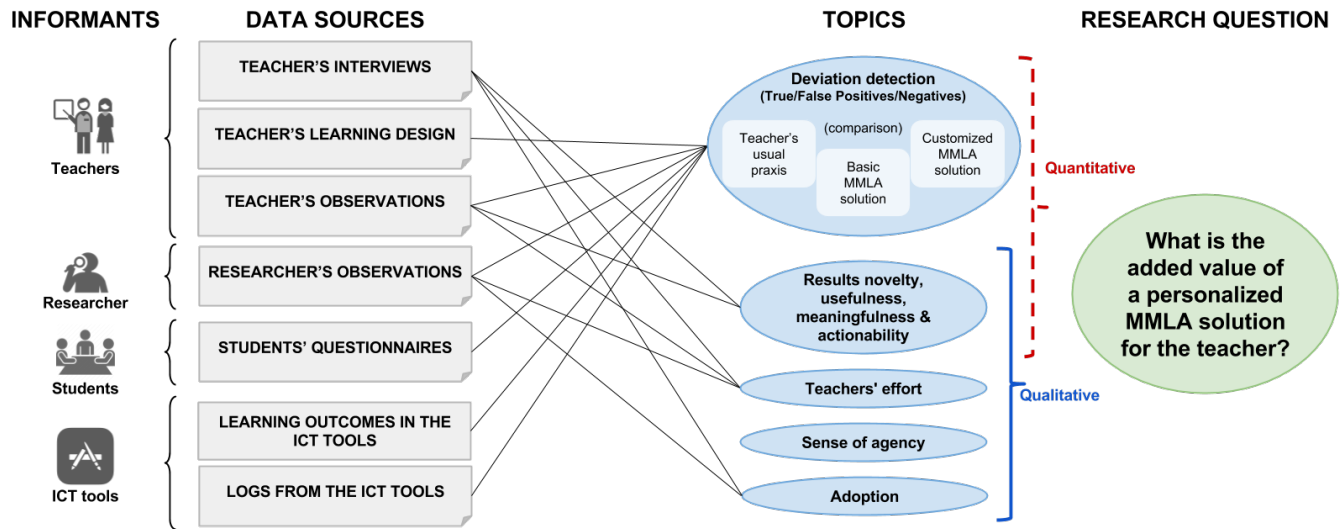 INFORMANTS
DATA SOURCES
TOPICS
RESEARCH QUESTION
Teachers
Researcher
Students
ICT tools
TEACHER'S INTERVIEWS
TEACHER'S LEARNING DESIGN
TEACHER'S OBSERVATIONS
RESEARCHER'S OBSERVATIONS
STUDENTS' QUESTIONNAIRES
LEARNING OUTCOMES IN THE
ICT TOOLS
LOGS FROM THE ICT TOOLS
Deviation detection
(True/False Positives/Negatives)
(comparison)
Teacher's
usual
praxis
Basic
MMLA
solution
Customized
MMLA
solution
Results novelty,
usefulness,
meaningfulness &
actionability
Teachers' effort
Sense of agency
Adoption
Quantitative
Qualitative
What is the
added value of
a personalized
MMLA solution
for the teacher?